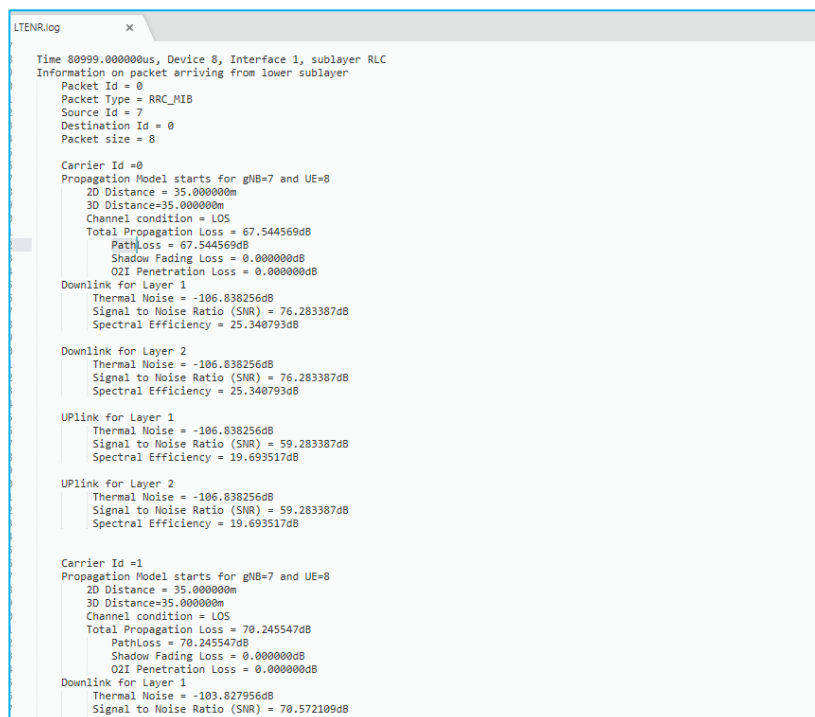 LTENR.log ×
Time 80999.000000us, Device 8, Interface 1, sublayer RLC
Information on packet arriving from lower sublayer
Packet Id = 0
Packet Type = RRC_MIB
Source Id = 7
Destination Id = 0
Packet size = 8
Carrier Id =0
Propagation Model starts for gNB=7 and UE=8
2D Distance = 35.000000m
3D Distance=35.000000m
Channel condition = LOS
Total Propagation Loss = 67.544569dB
PathLoss = 67.544569dB
Shadow Fading Loss = 0.000000dB
O2I Penetration Loss = 0.000000dB
Downlink for Layer 1
Thermal Noise = -106.838256dB
Signal to Noise Ratio (SNR) = 76.283387dB
Spectral Efficiency = 25.340793dB
Downlink for Layer 2
Thermal Noise = -106.838256dB
Signal to Noise Ratio (SNR) = 76.283387dB
Spectral Efficiency = 25.340793dB
UPlink for Layer 1
Thermal Noise = -106.838256dB
Signal to Noise Ratio (SNR) = 59.283387dB
Spectral Efficiency = 19.693517dB
UPlink for Layer 2
Thermal Noise = -106.838256dB
Signal to Noise Ratio (SNR) = 59.283387dB
Spectral Efficiency = 19.693517dB
Carrier Id =1
Propagation Model starts for gNB=7 and UE=8
2D Distance = 35.000000m
3D Distance=35.000000m
Channel condition = LOS
Total Propagation Loss = 70.245547dB
PathLoss = 70.245547dB
Shadow Fading Loss = 0.000000dB
O2I Penetration Loss = 0.000000dB
Downlink for Layer 1
Thermal Noise = -103.827956dB
Signal to Noise Ratio (SNR) = 70.572109dB